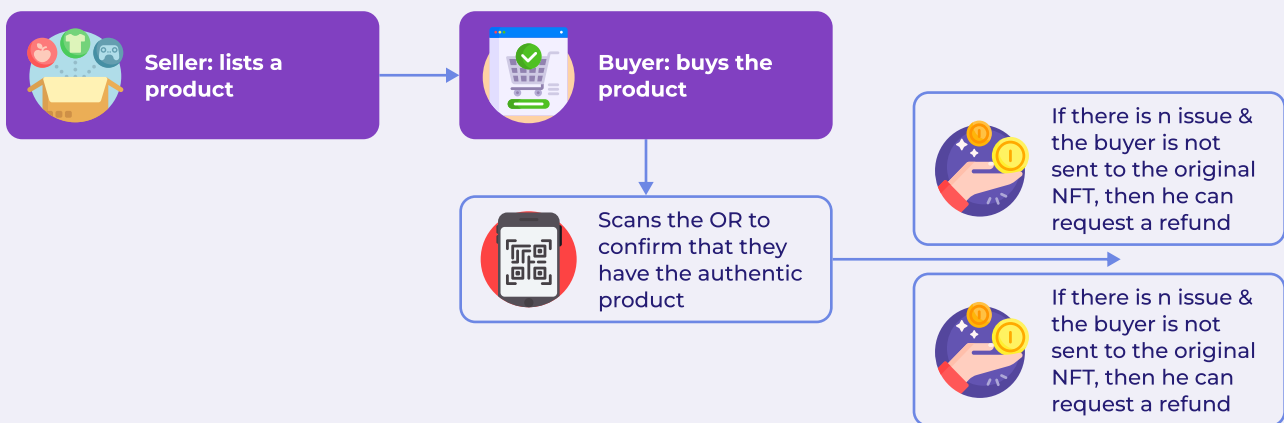 Seller: lists a
product
Buyer: buys the
product
Scans the OR to
confirm that they
have the authentic
product
If there is n issue &
the buyer is not
sent to the original
NFT, then he can
request a refund
If there is n issue &
the buyer is not
sent to the original
NFT, then he can
request a refund